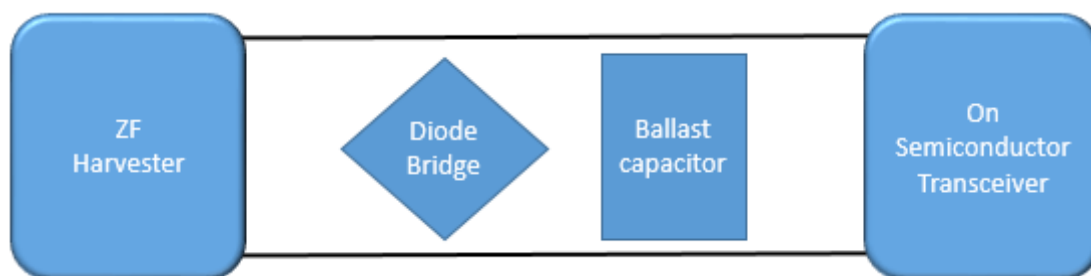 ZF
Harvester
Diode
Bridge
Ballast
capacitor
On
Semiconductor
Transceiver